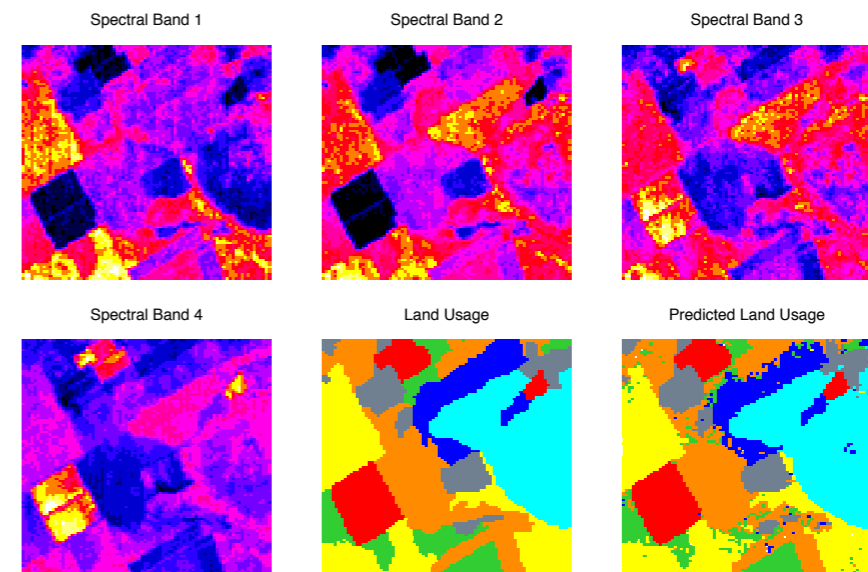 Spectral Band 1
Spectral Band 2
Spectral Band 3
Spectral Band 4
Land Usage
Predicted Land Usage